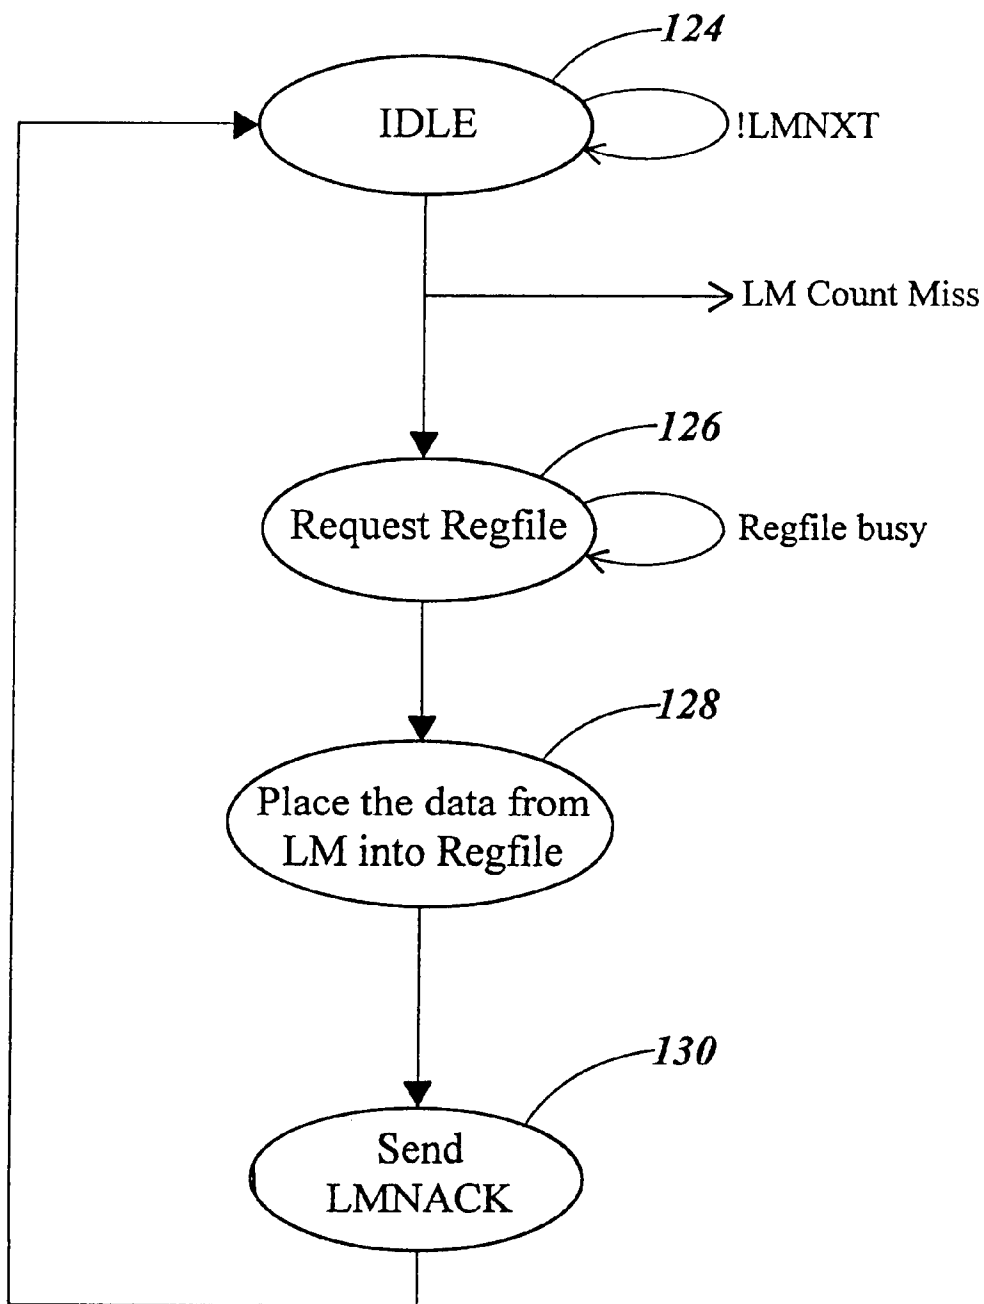 124
IDLE
!LMNXT
LM Count Miss
126
Request Regfile
Regfile busy
128
Place the data from
LM into Regfile
130
Send
LMNACK